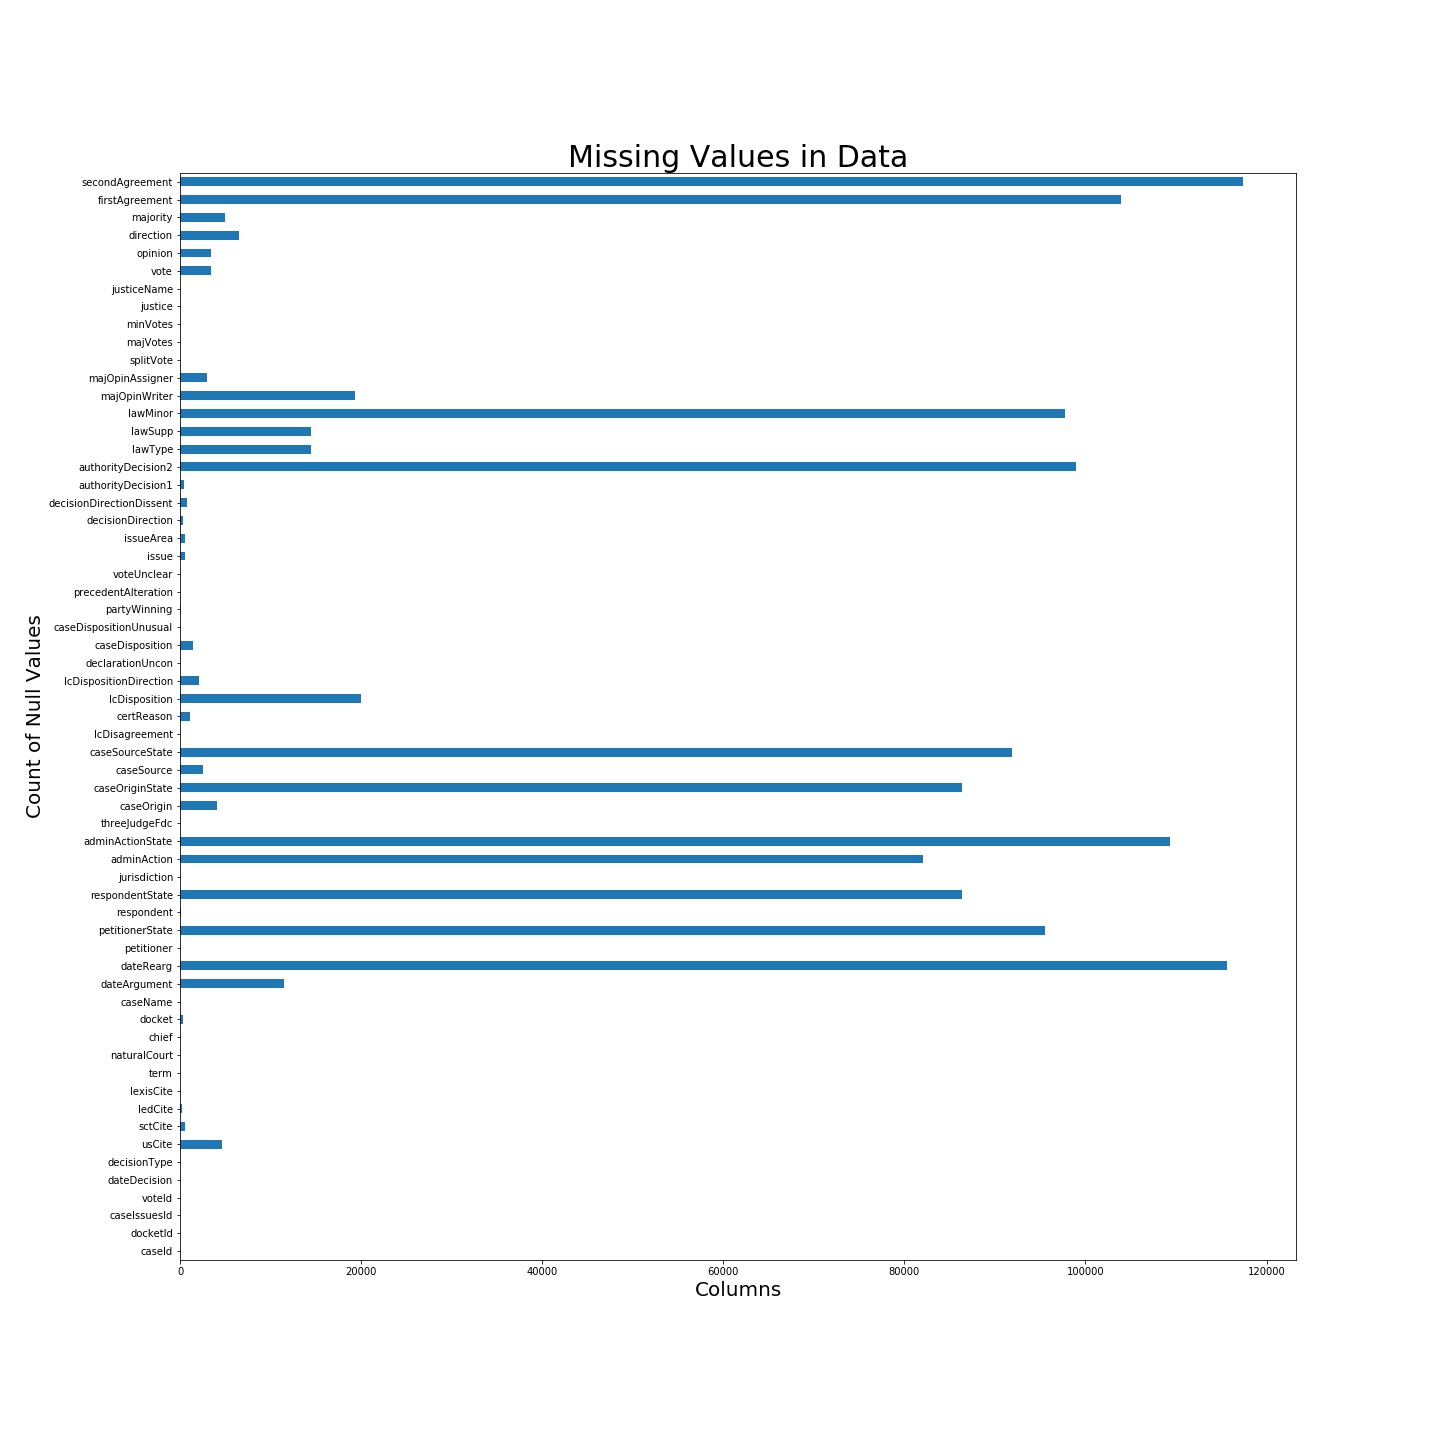 Missing Values in Data
secondAgreement
firstAgreement
majority
direction
opinion
vote
justiceName
justice
minVotes
majVotes
splitVote
majOpinAssigner
majOpinWriter
lawMinor
lawSupp
lawType
authorityDecision2
authorityDecision1
decisionDirectionDissent
decisionDirection
issueArea
issue
voteUnclear
precedentAlteration
partyWinning
caseDispositionUnusual
caseDisposition
declarationUncon
lcDispositionDirection
lcDisposition
certReason
lcDisagreement
caseSourceState
caseSource
caseOriginState
caseOrigin
threeJudgeFdc
adminActionState
adminAction
jurisdiction
respondentState
respondent
petitionerState
petitioner
dateRearg
dateArgument
caseName
docket
chief
naturalCourt
term
lexisCite
ledCite
sctCite
usCite
decisionType
dateDecision
voteId
caseIssuesId
docketId
caseId
Count of Null Values
0 20000 40000 60000 80000 100000 120000
Columns